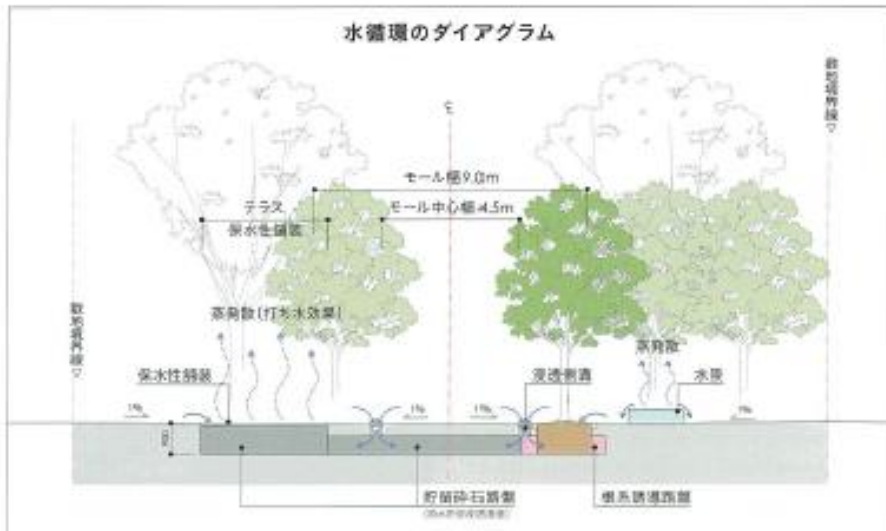 水循環のダイアグラム
敷地境界線▽
モール幅9.0m
テラス
モール中心幅4.5m
保水性舗装
敷地境界線▽
蒸発散(打ち水効果)
蒸発散
保水性舗装
浸透側溝
水景
1%
1%
1%
1%
貯留砕石路盤
根系誘導路盤